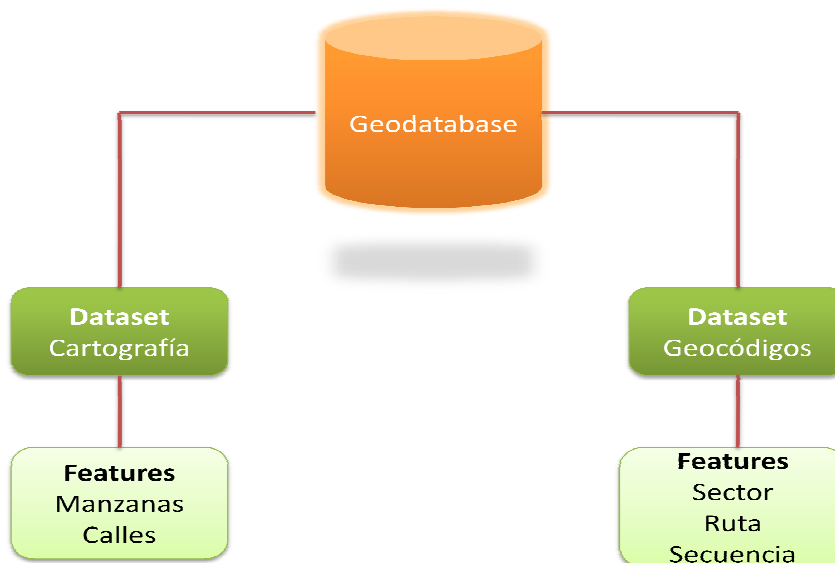 Geodatabase
Dataset
Cartografía
Dataset
Geocódigos
Features
Manzanas
Calles
Features
Sector
Ruta
Secuencia